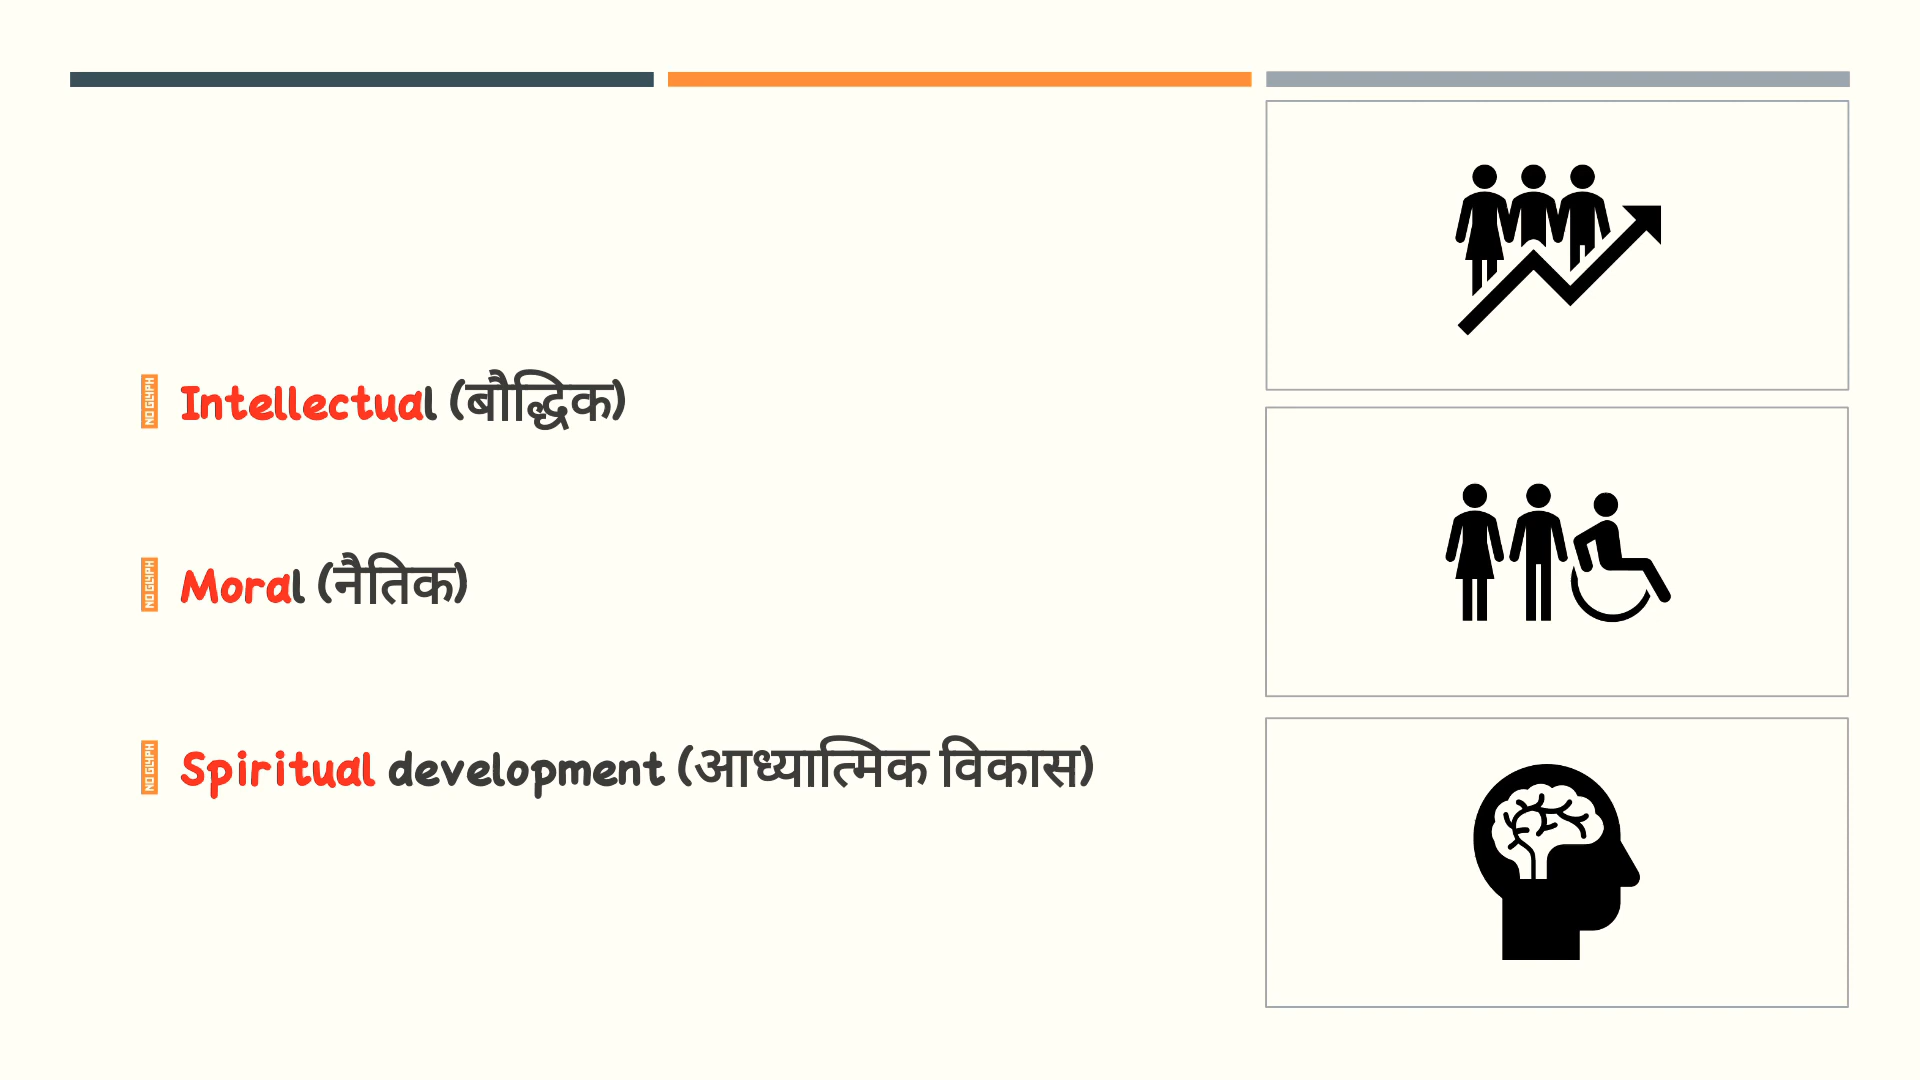 Intellectual (बौद्धिक)
Moral (नैतिक)
Spiritual development (आध्यात्मिक विकास)